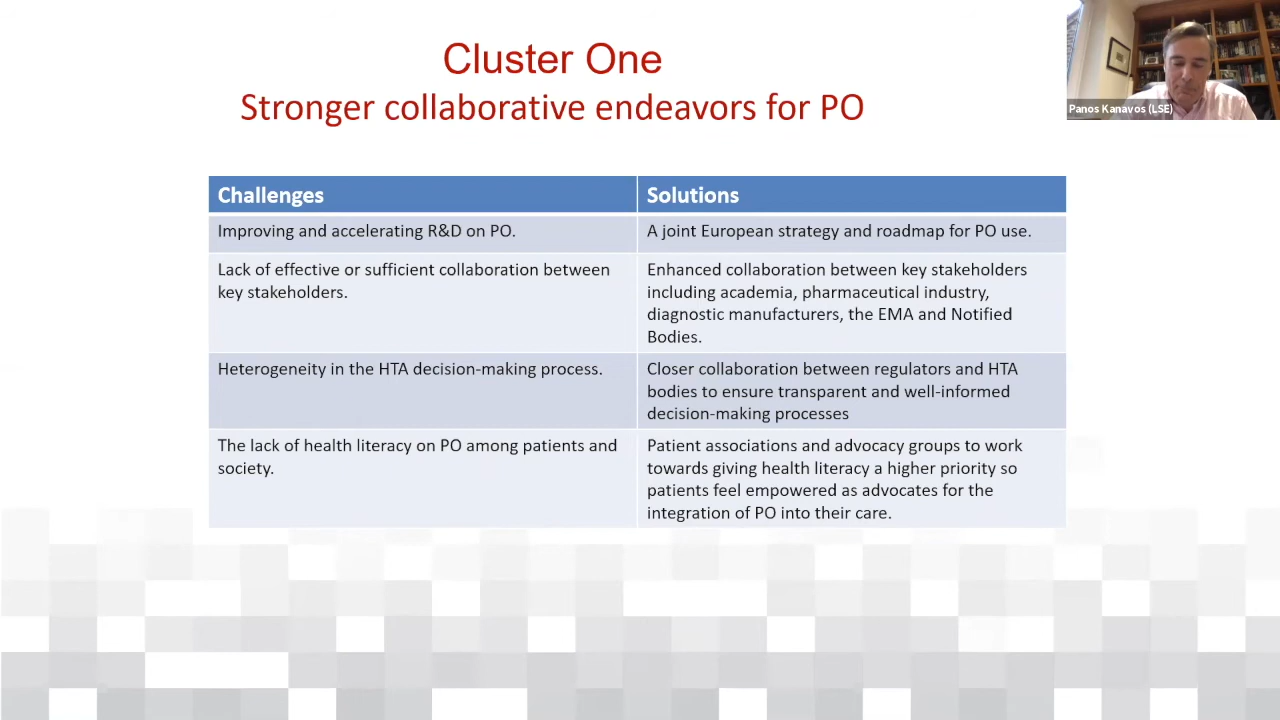 Cluster One
Stronger collaborative endeavors for PO
Panos Kanavos (LSE)
Challenges
Solutions
Improving and accelerating R&D on PO.
A joint European strategy and roadmap for PO use.
Lack of effective or sufficient collaboration between
key stakeholders.
Enhanced collaboration between key stakeholders
including academia, pharmaceutical industry,
diagnostic manufacturers, the EMA and Notified
Bodies.
Heterogeneity in the HTA decision-making process.
Closer collaboration between regulators and HTA
bodies to ensure transparent and well-informed
decision-making processes
The lack of health literacy on PO among patients and
society.
Patient associations and advocacy groups to work
towards giving health literacy a higher priority so
patients feel empowered as advocates for the
integration of PO into their care.